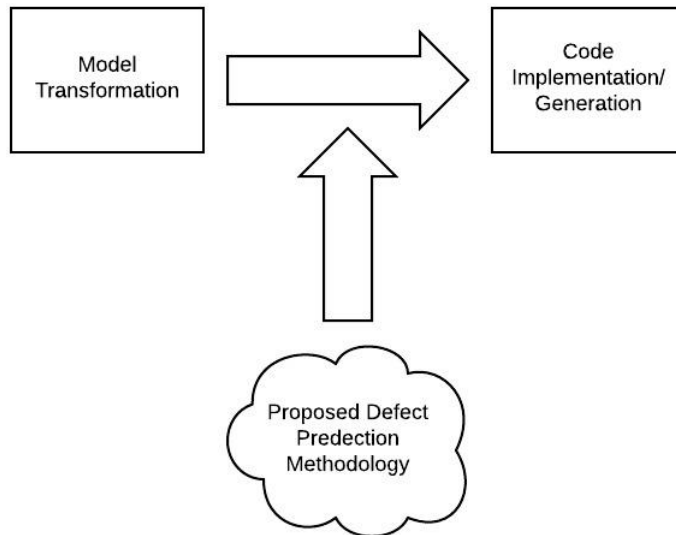 Model
Transformation
Code
Implementation/
Generation
Proposed Defect
Predection
Methodology